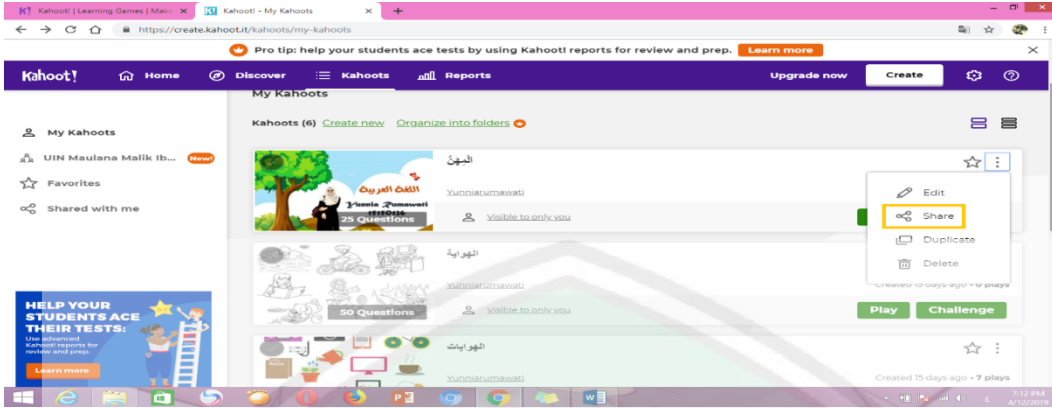 Kahoot! | Learning Games | Make
Kahoot! - My Kahoots
https://create.kahoot.it/kahoots/my-kahoots
Pro tip: help your students ace tests by using Kahoot! reports for review and prep. Learn more
Kahoot! Home Discover Kahoots Reports Upgrade now Create
My Kahoots
Kahoots (6) Create new Organize into folders
My Kahoots
UIN Maulana Malik Ib... New!
Favorites
Shared with me
المِهَنُ
اللغة العربية
Yunnia Rumawati
15150126
25 Questions
Yunniarumawati
Visible to only you
Edit
Share
Duplicate
Delete
الهواية
50 Questions
Yunniarumawati
Visible to only you
Created 15 days ago • 0 plays
Play Challenge
الهوايات
Yunniarumawati
Created 15 days ago • 7 plays
HELP YOUR
STUDENTS ACE
THEIR TESTS:
Use advanced
Kahoot! reports for
review and prep.
Learn more
7:12 PM
4/12/2019